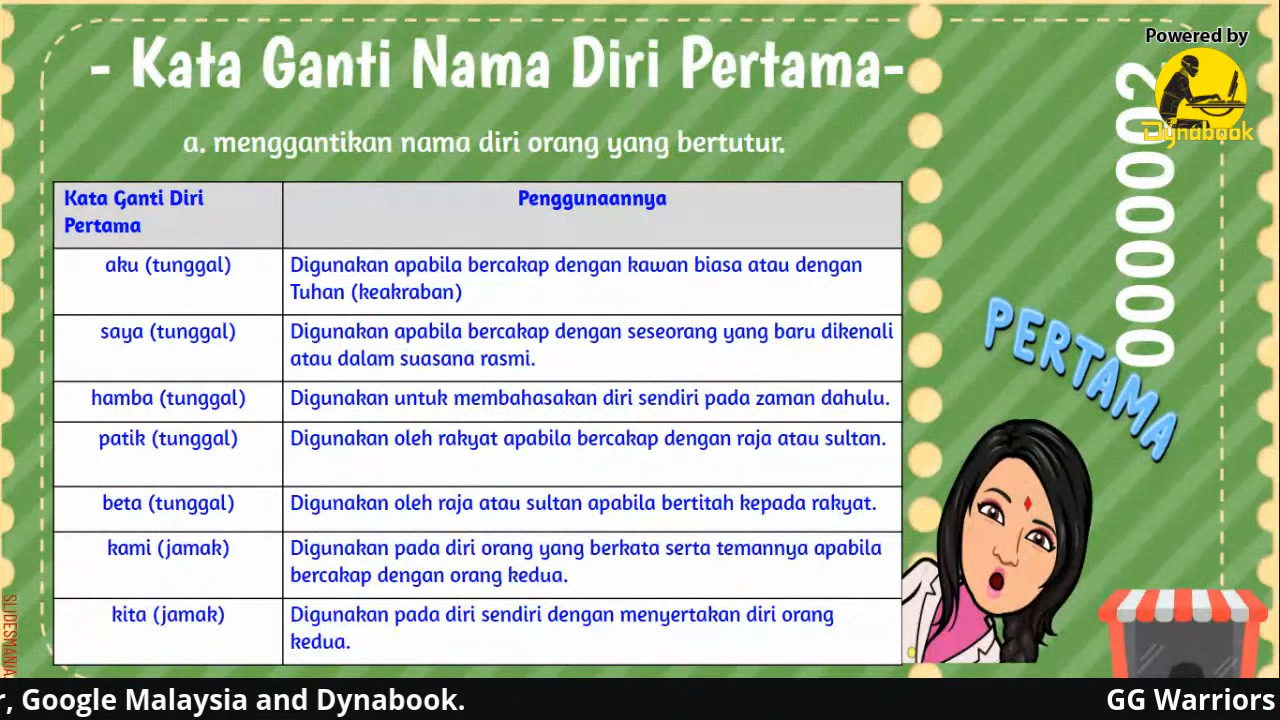 - Kata Ganti Nama Diri Pertama-
a. menggantikan nama diri orang yang bertutur.
Kata Ganti Diri
Pertama
Penggunaannya
aku (tunggal)
Digunakan apabila bercakap dengan kawan biasa atau dengan
Tuhan (keakraban)
saya (tunggal)
Digunakan apabila bercakap dengan seseorang yang baru dikenali
atau dalam suasana rasmi.
hamba (tunggal)
Digunakan untuk membahasakan diri sendiri pada zaman dahulu.
patik (tunggal)
Digunakan oleh rakyat apabila bercakap dengan raja atau sultan.
beta (tunggal)
Digunakan oleh raja atau sultan apabila bertitah kepada rakyat.
kami (jamak)
Digunakan pada diri orang yang berkata serta temannya apabila
bercakap dengan orang kedua.
kita (jamak)
Digunakan pada diri sendiri dengan menyertakan diri orang
kedua.
Powered by
Dynabook
PERTAMA
SLIDESMANIA
, Google Malaysia and Dynabook.
GG Warriors